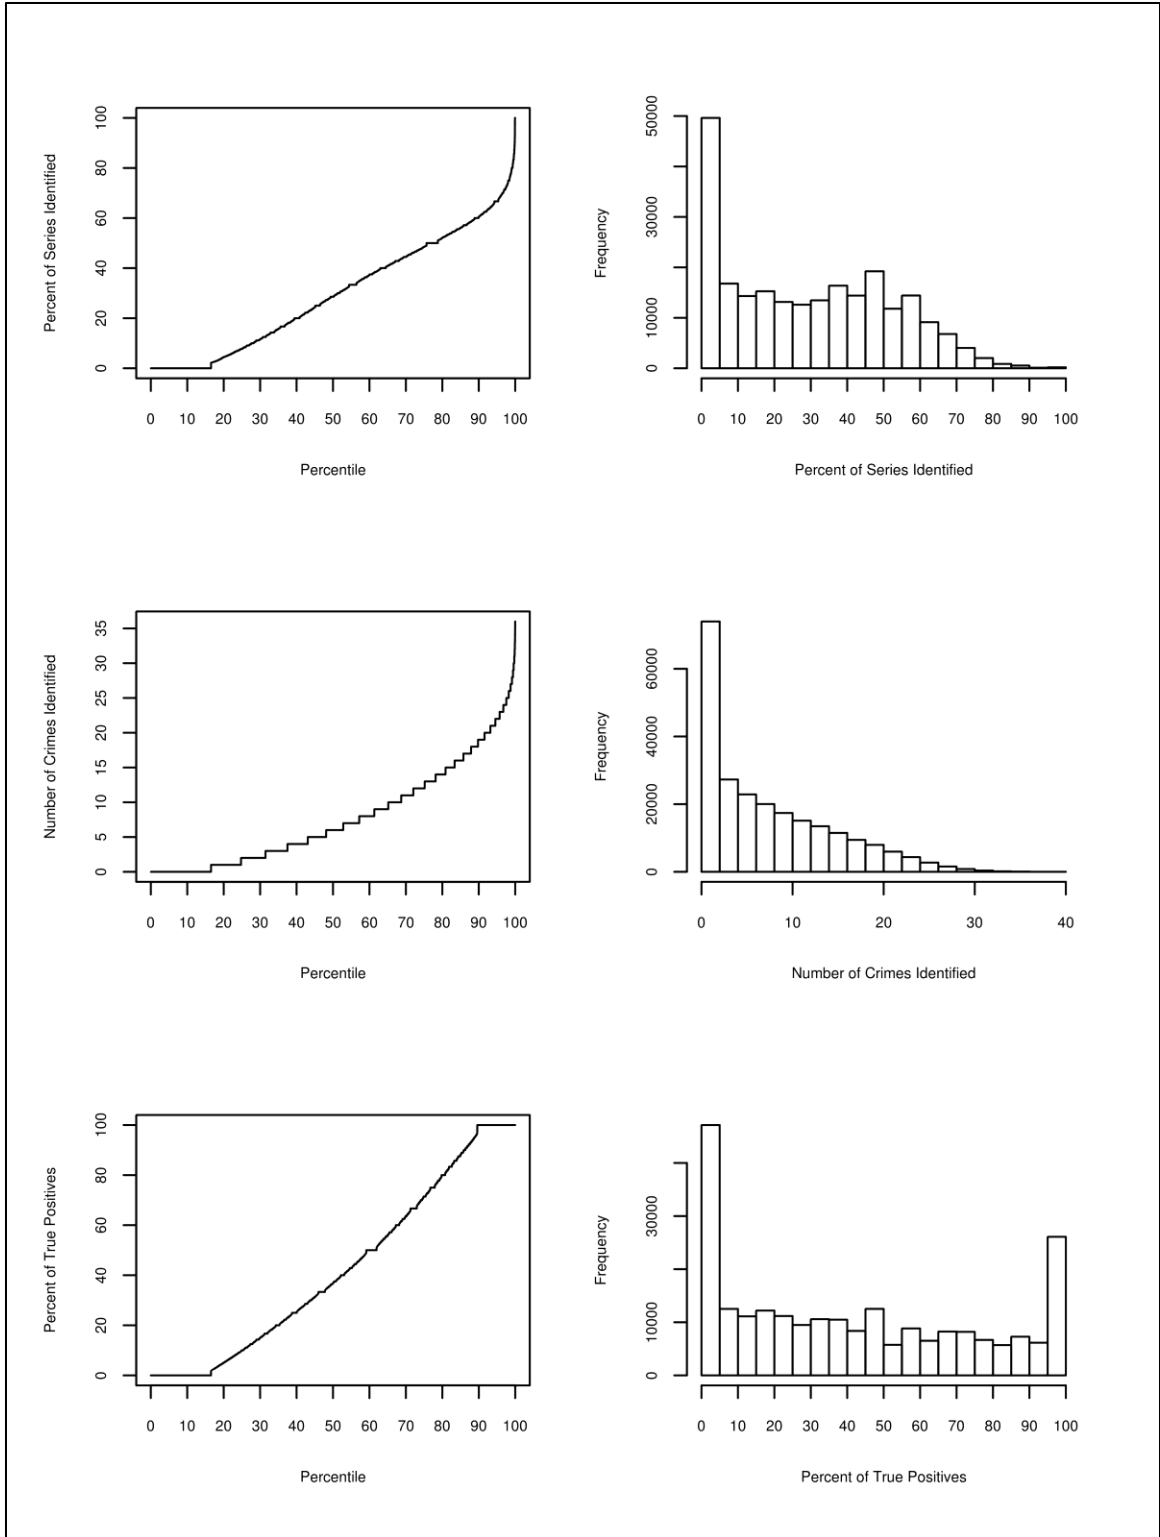 Percent of Series Identified
100
80
60
40
20
0
0 10 20 30 40 50 60 70 80 90 100
Percentile
Frequency
50000
30000
10000
0
0 10 20 30 40 50 60 70 80 90 100
Percent of Series Identified
Number of Crimes Identified
35
30
25
20
15
10
5
0
0 10 20 30 40 50 60 70 80 90 100
Percentile
Frequency
60000
40000
20000
0
0 10 20 30 40
Number of Crimes Identified
Percent of True Positives
100
80
60
40
20
0
0 10 20 30 40 50 60 70 80 90 100
Percentile
Frequency
30000
10000
0
0 10 20 30 40 50 60 70 80 90 100
Percent of True Positives